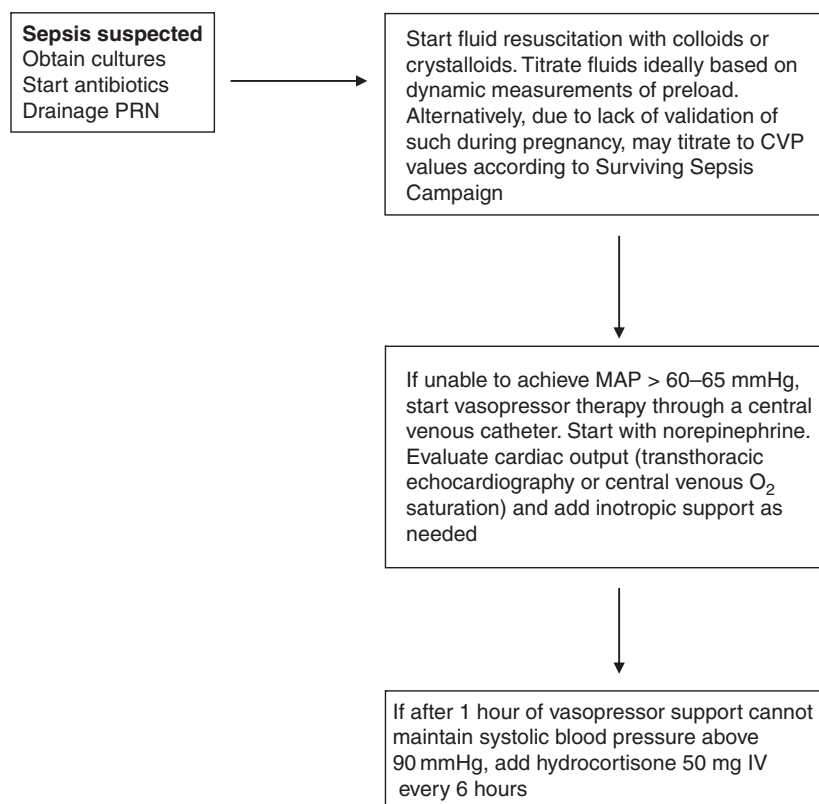 Sepsis suspected
Obtain cultures
Start antibiotics
Drainage PRN
Start fluid resuscitation with colloids or
crystalloids. Titrate fluids ideally based on
dynamic measurements of preload.
Alternatively, due to lack of validation of
such during pregnancy, may titrate to CVP
values according to Surviving Sepsis
Campaign
If unable to achieve MAP > 60–65 mmHg,
start vasopressor therapy through a central
venous catheter. Start with norepinephrine.
Evaluate cardiac output (transthoracic
echocardiography or central venous O₂
saturation) and add inotropic support as
needed
If after 1 hour of vasopressor support cannot
maintain systolic blood pressure above
90 mmHg, add hydrocortisone 50 mg IV
every 6 hours